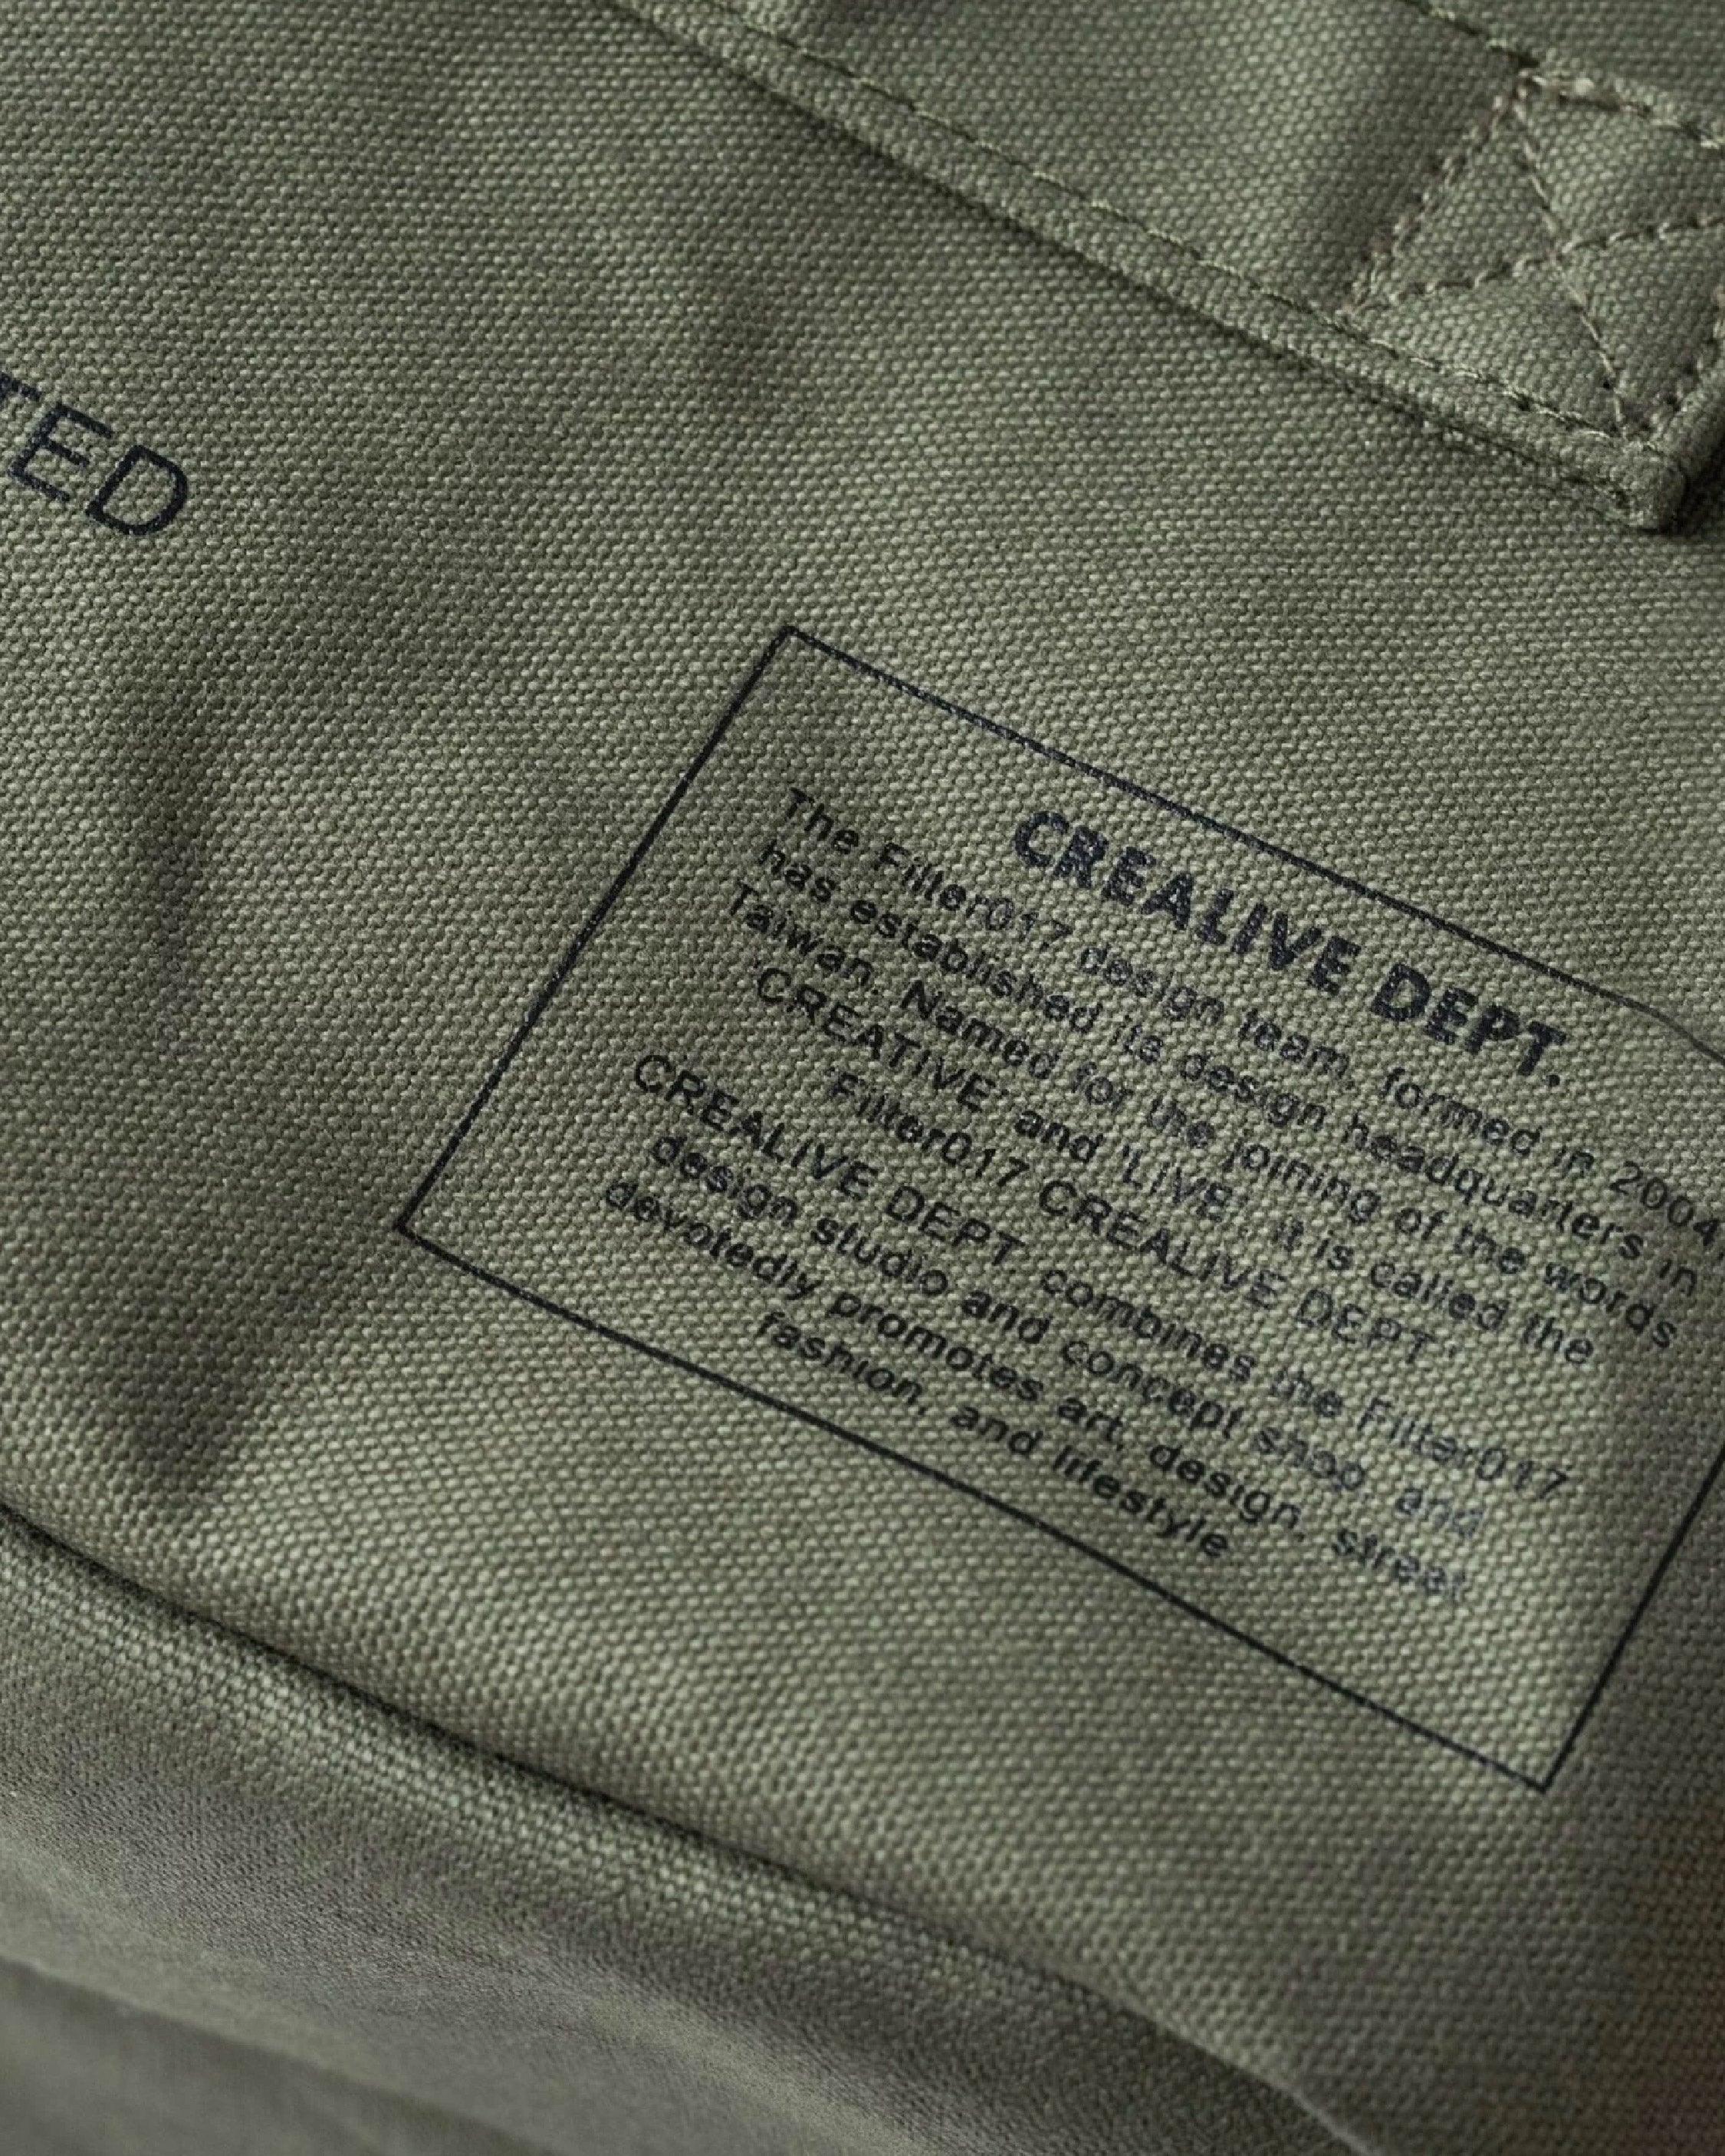 TED
CREALIVE DEPT.
The Filter017 design team, formed in 2004,
has established its design headquarters in
Taiwan. Named for the joining of the words
'CREATIVE' and 'LIVE', it is called the
'Filter017 CREALIVE DEPT.'
CREALIVE DEPT. combines the Filter017
design studio and concept shop, and
devotedly promotes art, design, street
fashion, and lifestyle